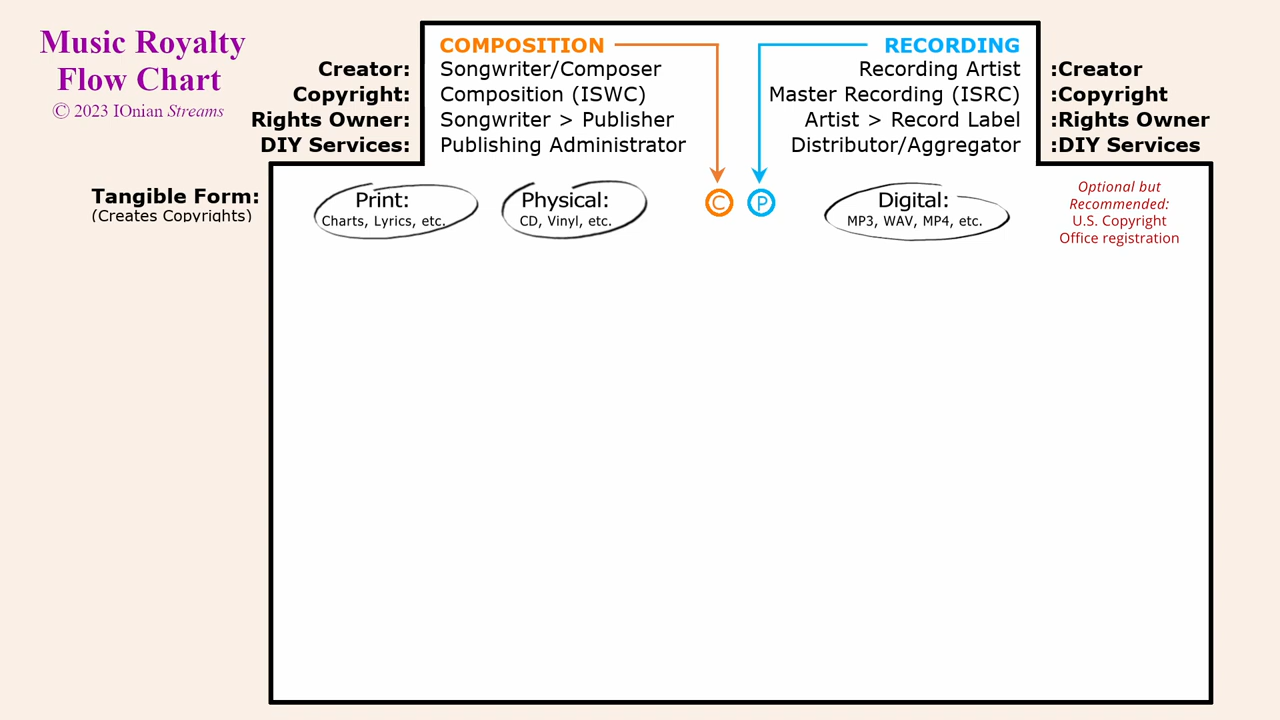 Music Royalty
Flow Chart
© 2023 IOnian Streams
COMPOSITION
RECORDING
Creator: Songwriter/Composer
Recording Artist :Creator
Copyright: Composition (ISWC)
Master Recording (ISRC) :Copyright
Rights Owner: Songwriter > Publisher
Artist > Record Label :Rights Owner
DIY Services: Publishing Administrator
Distributor/Aggregator :DIY Services
Tangible Form:
(Creates Copyrights)
Print:
Charts, Lyrics, etc.
Physical:
CD, Vinyl, etc.
C
P
Digital:
MP3, WAV, MP4, etc.
Optional but
Recommended:
U.S. Copyright
Office registration